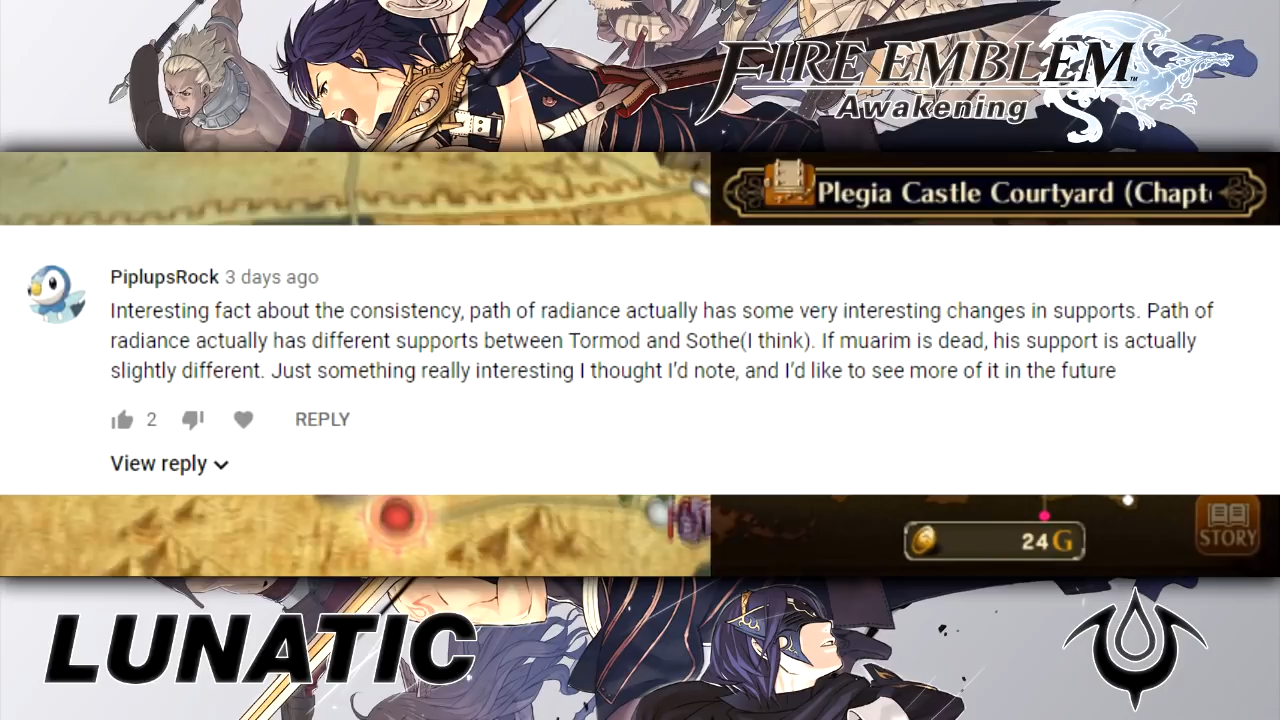 FIRE EMBLEM™
Awakening
Plegia Castle Courtyard (Chapt
PiplupsRock 3 days ago
Interesting fact about the consistency, path of radiance actually has some very interesting changes in supports. Path of
radiance actually has different supports between Tormod and Sothe(I think). If muarim is dead, his support is actually
slightly different. Just something really interesting I thought I'd note, and I'd like to see more of it in the future
2 REPLY
View reply
24G
STORY
LUNATIC